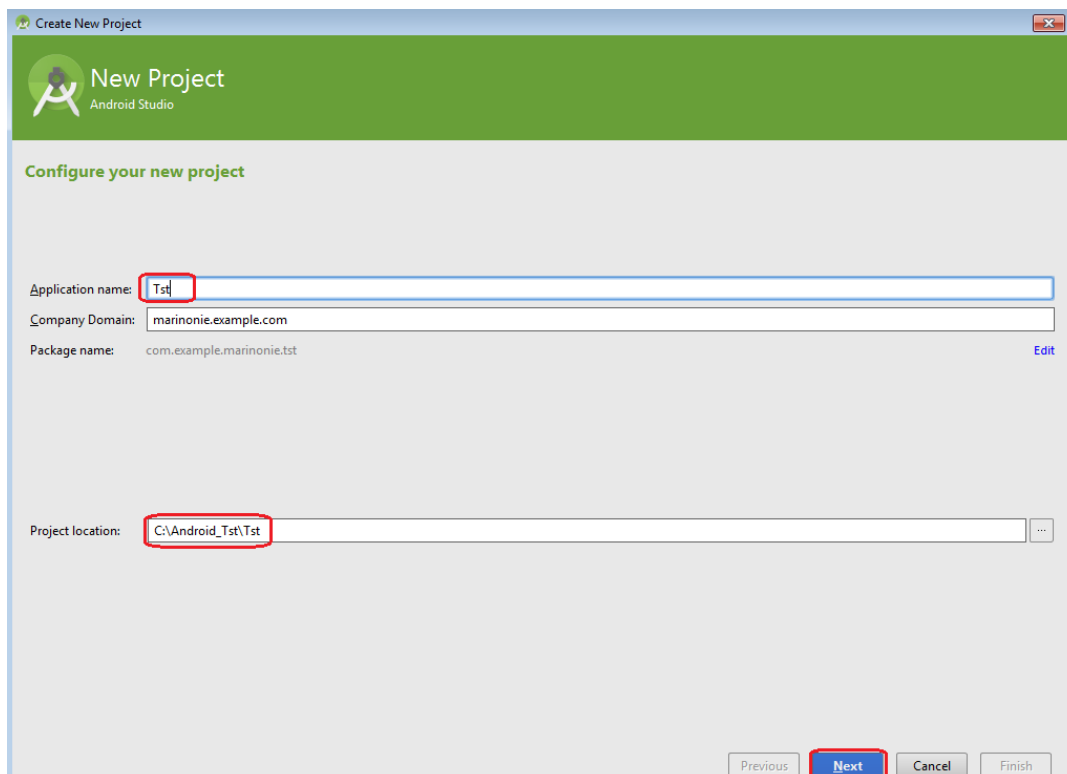 Create New Project
New Project
Android Studio
Configure your new project
Application name: Tst
Company Domain: marinonie.example.com
Package name: com.example.marinonie.tst Edit
Project location: C:\Android_Tst\Tst ...
Previous Next Cancel Finish